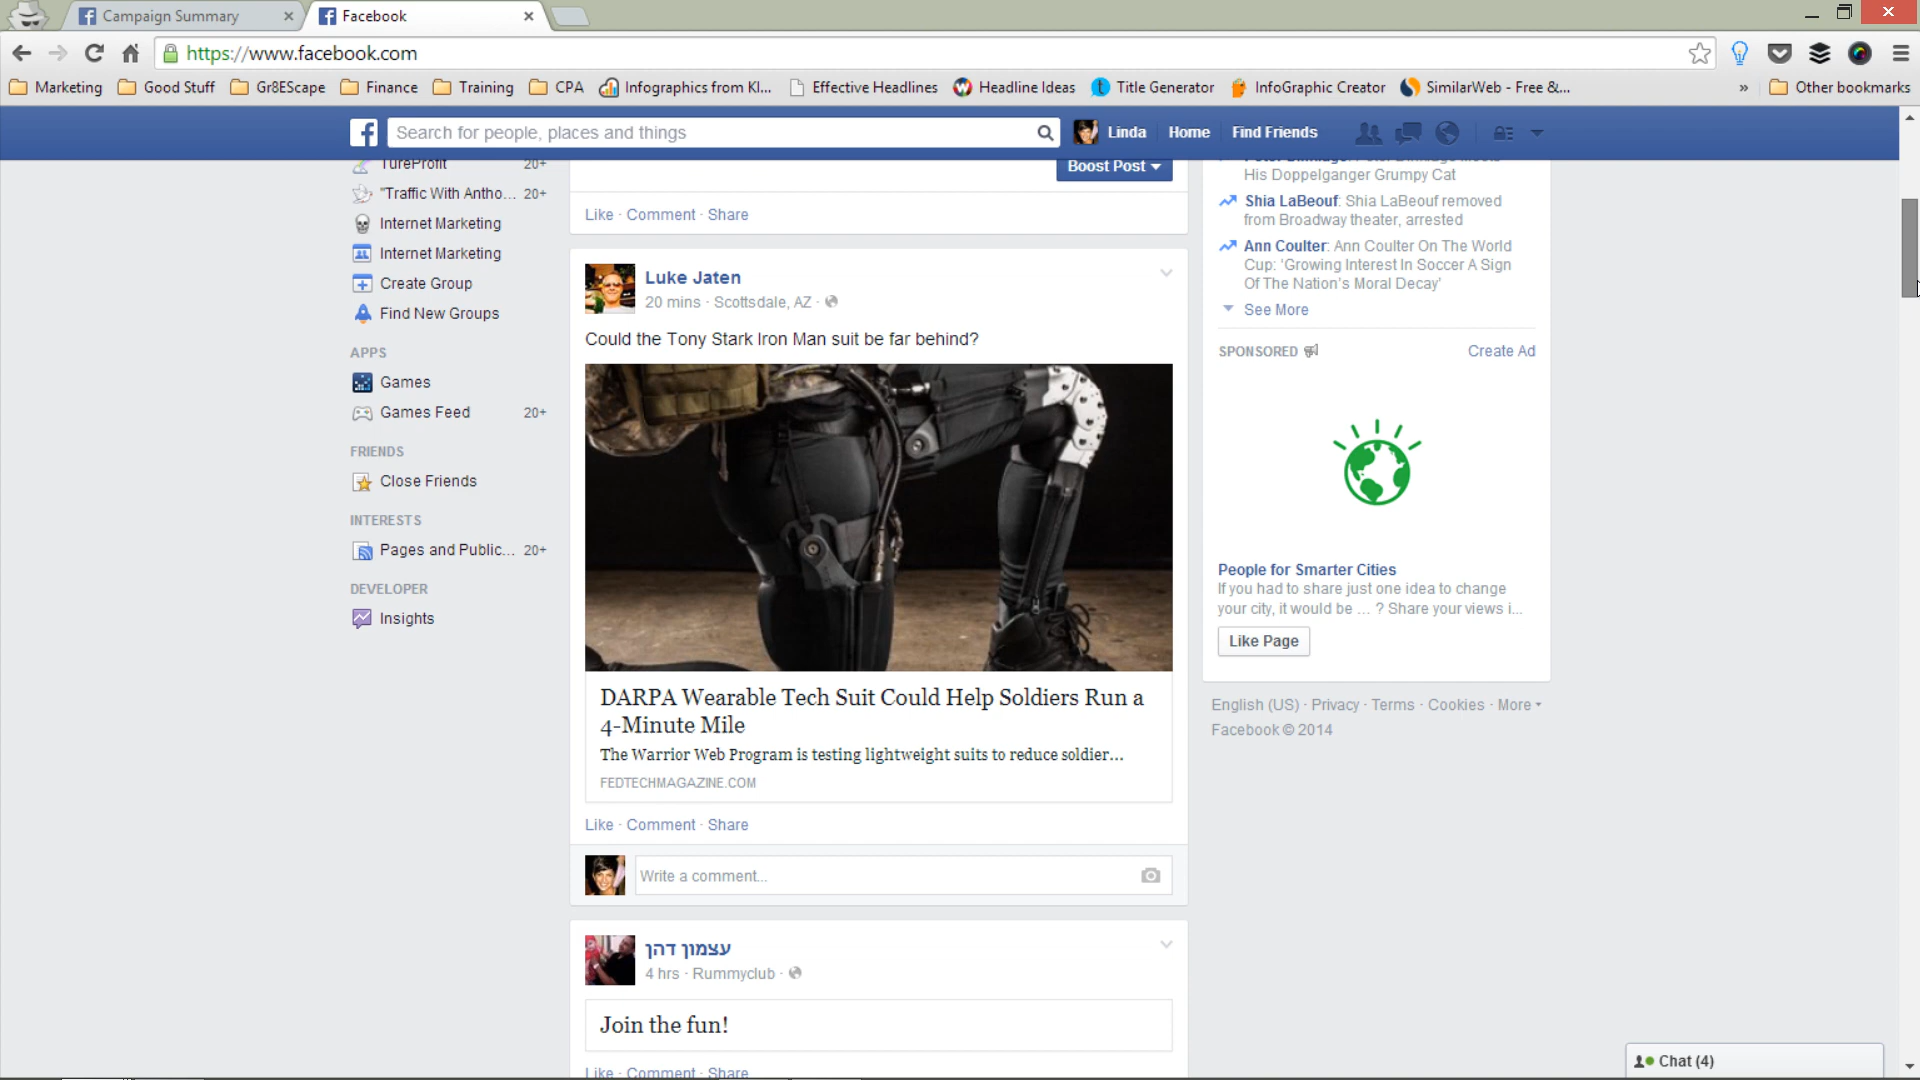 Campaign Summary
Facebook
https://www.facebook.com
Marketing
Good Stuff
Gr8EScape
Finance
Training
CPA
Infographics from Kl...
Effective Headlines
Headline Ideas
Title Generator
InfoGraphic Creator
SimilarWeb - Free &...
»
Other bookmarks
Search for people, places and things
Linda
Home
Find Friends
TureProfit 20+
"Traffic With Antho... 20+
Internet Marketing
Internet Marketing
Create Group
Find New Groups
APPS
Games
Games Feed 20+
FRIENDS
Close Friends
INTERESTS
Pages and Public... 20+
DEVELOPER
Insights
Boost Post
Like · Comment · Share
Luke Jaten
20 mins · Scottsdale, AZ ·
Could the Tony Stark Iron Man suit be far behind?
DARPA Wearable Tech Suit Could Help Soldiers Run a
4-Minute Mile
The Warrior Web Program is testing lightweight suits to reduce soldier...
FEDTECHMAGAZINE.COM
Like · Comment · Share
Write a comment...
עצמון דהן
4 hrs · Rummyclub ·
Join the fun!
Like · Comment · Share
His Doppelganger Grumpy Cat
Shia LaBeouf: Shia LaBeouf removed
from Broadway theater, arrested
Ann Coulter: Ann Coulter On The World
Cup: 'Growing Interest In Soccer A Sign
Of The Nation's Moral Decay'
See More
SPONSORED
Create Ad
People for Smarter Cities
If you had to share just one idea to change
your city, it would be ... ? Share your views i...
Like Page
English (US) · Privacy · Terms · Cookies · More
Facebook © 2014
Chat (4)